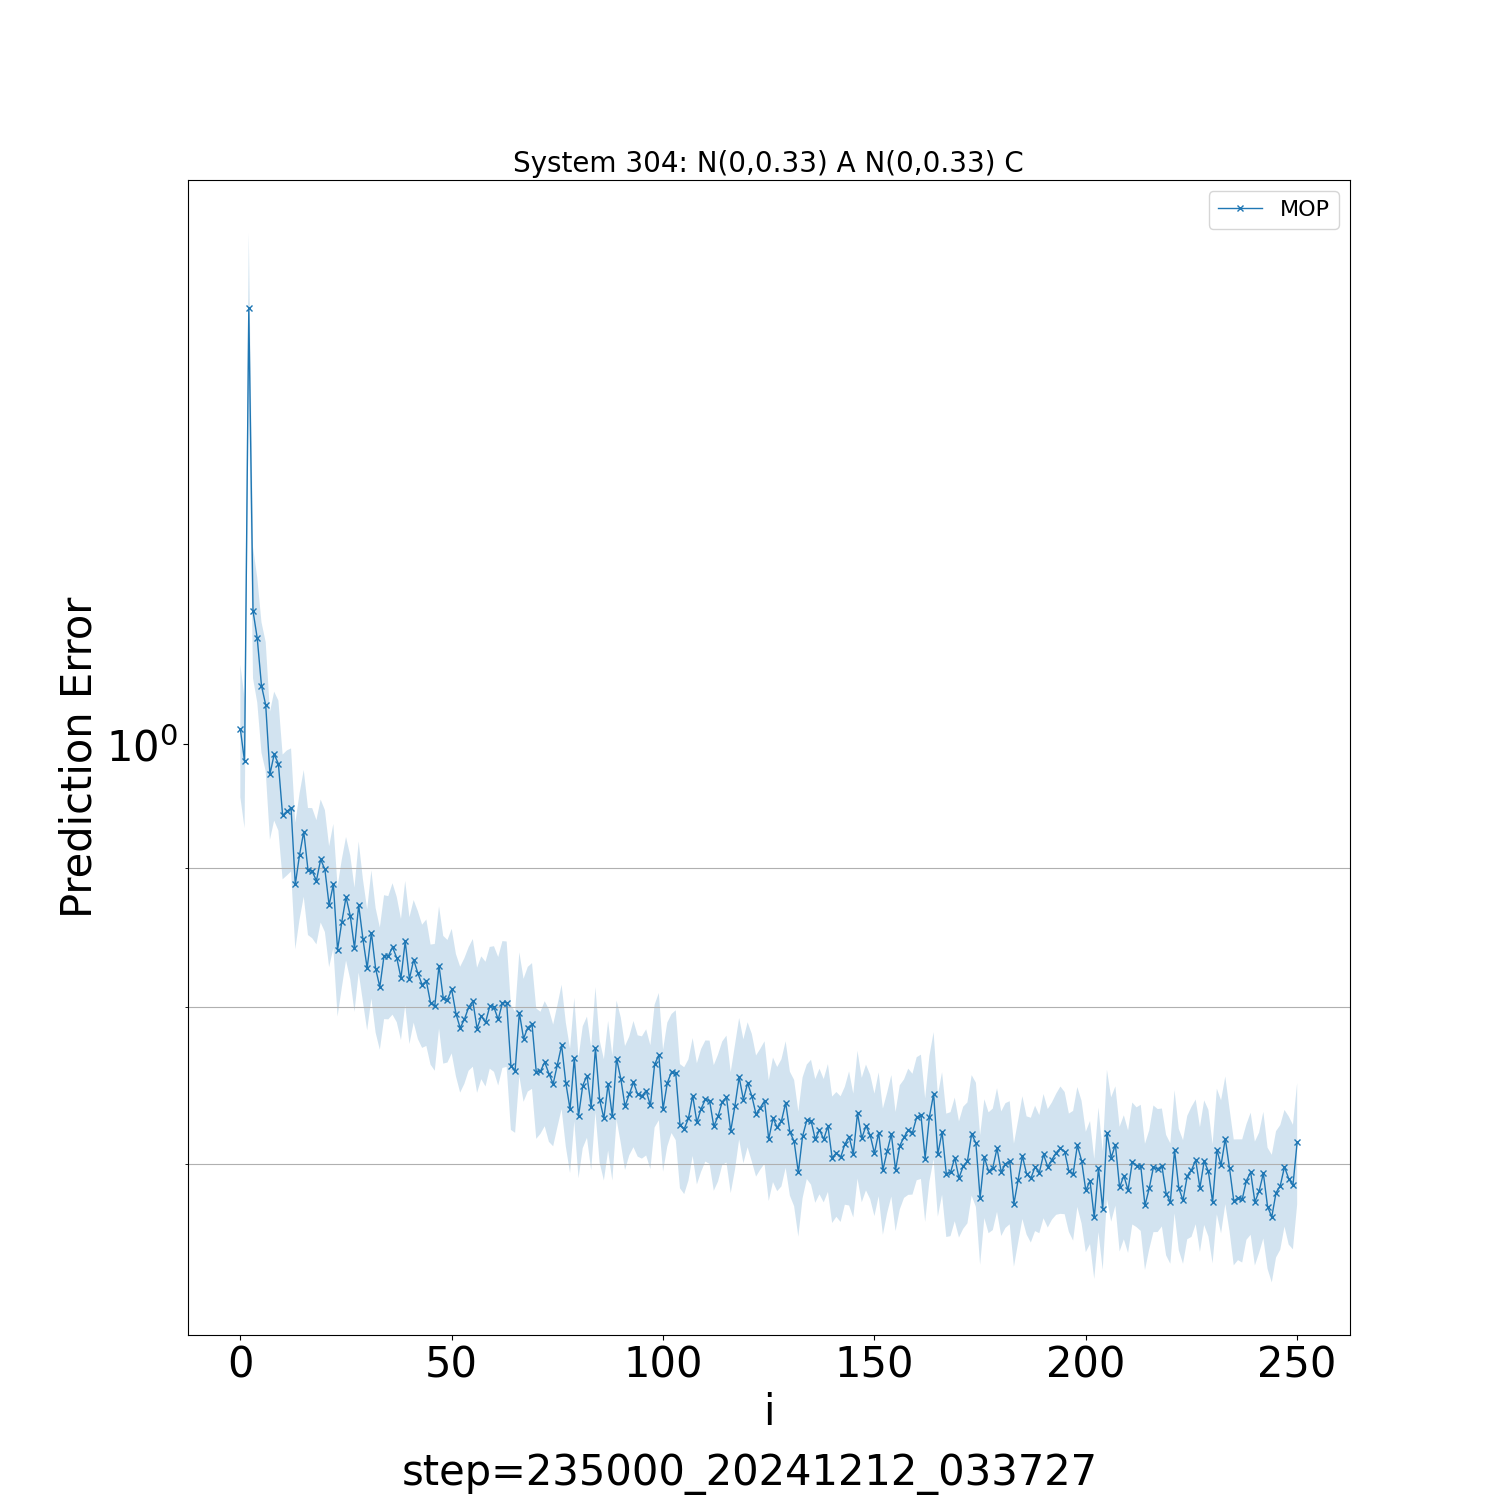 System 304: N(0,0.33) A N(0,0.33) C
MOP
Prediction Error
10⁰
0 50 100 150 200 250
i
step=235000_20241212_033727